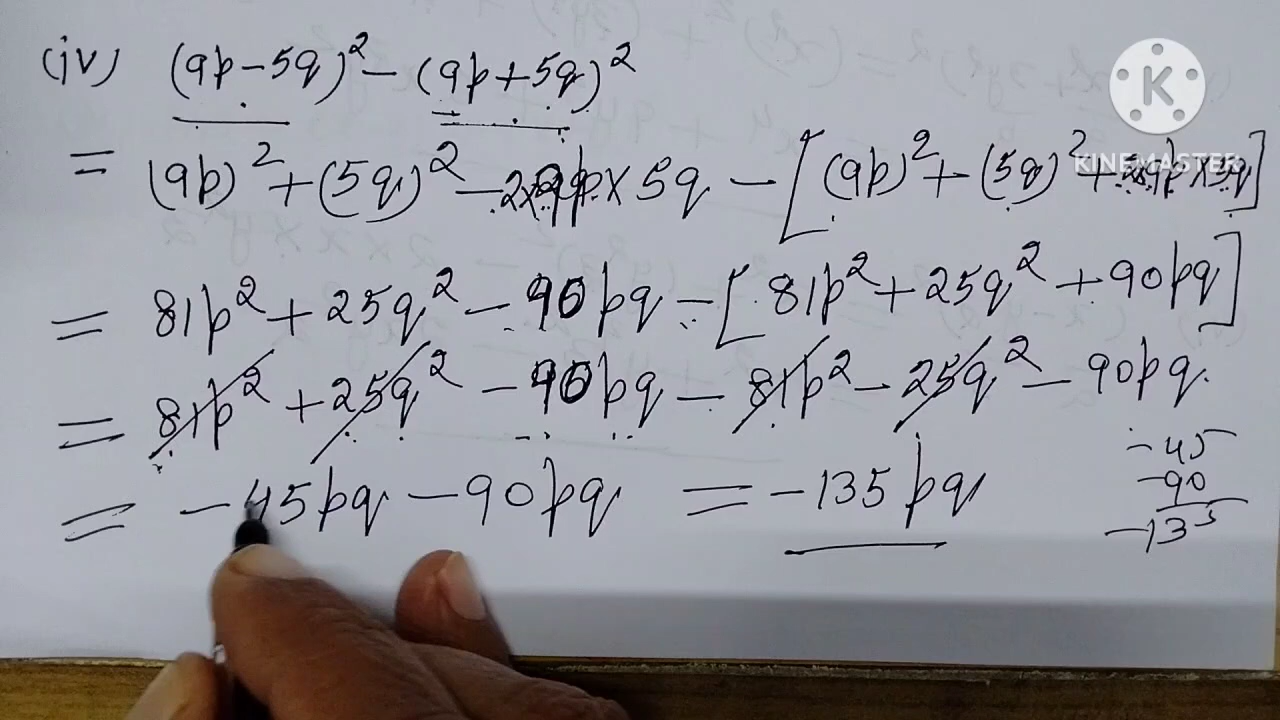 (iv) (9p-5q)² - (9p+5q)²
K
KINEMASTER
= (9p)² + (5q)² - 2×9p×5q - [(9p)² + (5q)² + 9p×5q]
= 81p² + 25q² - 90pq - [81p² + 25q² + 90pq]
= 81p² + 25q² - 90pq - 81p² - 25q² - 90pq.
= -45pq - 90pq = -135pq
-45
-90
-135